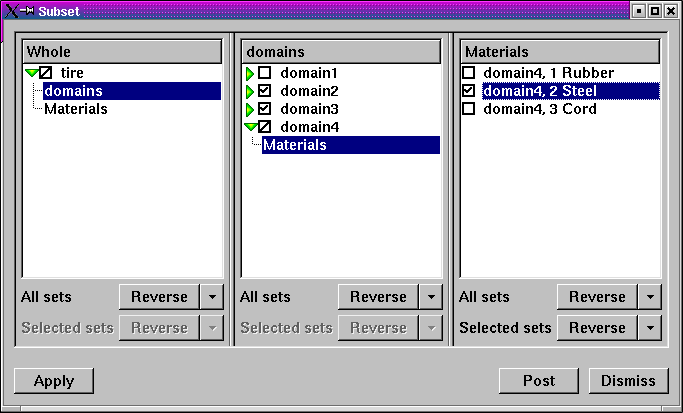 Subset
Whole
tire
domains
Materials
domains
domain1
domain2
domain3
domain4
Materials
Materials
domain4, 1 Rubber
domain4, 2 Steel
domain4, 3 Cord
All sets Reverse
Selected sets Reverse
All sets Reverse
Selected sets Reverse
All sets Reverse
Selected sets Reverse
Apply Post Dismiss